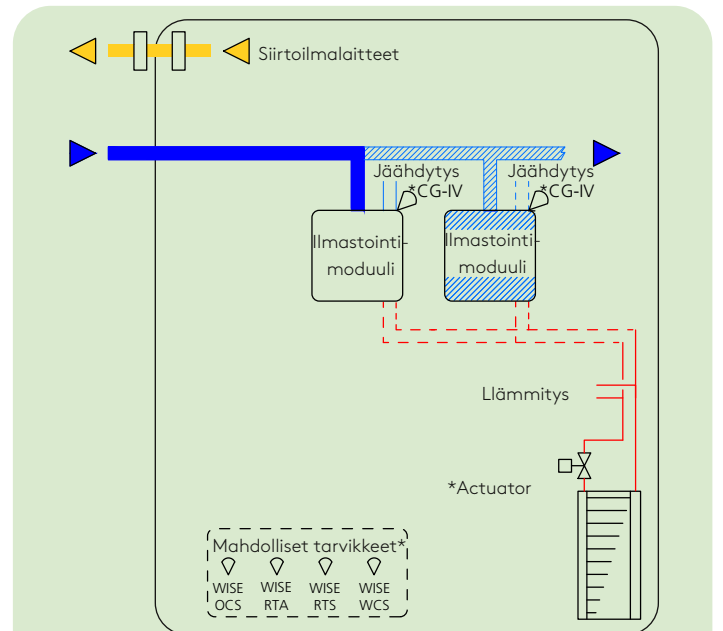 Siirtoilmalaitteet
Jäähdytys
*CG-IV
Jäähdytys
*CG-IV
Ilmastointi-
moduuli
Ilmastointi-
moduuli
Llämmitys
*Actuator
Mahdolliset tarvikkeet*
WISE
OCS
WISE
RTA
WISE
RTS
WISE
WCS